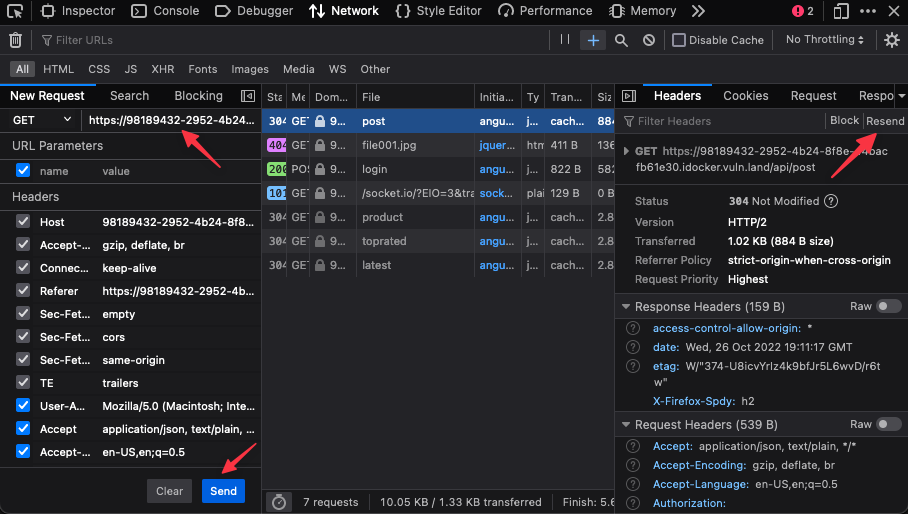 Inspector Console Debugger Network Style Editor Performance Memory 2
Filter URLs Disable Cache No Throttling
All HTML CSS JS XHR Fonts Images Media WS Other
New Request Search Blocking
GET https://98189432-2952-4b24...
URL Parameters
name value
Headers
Host 98189432-2952-4b24-8f8...
Accept-... gzip, deflate, br
Connec... keep-alive
Referer https://98189432-2952-4b...
Sec-Fet... empty
Sec-Fet... cors
Sec-Fet... same-origin
TE trailers
User-A... Mozilla/5.0 (Macintosh; Inte...
Accept application/json, text/plain, ...
Accept-... en-US,en;q=0.5
Clear Send
Sta Me Dom... File Initia... Ty Tran... Siz
304 GET 9... post angu... j... cach... 884
404 GET 9... file001.jpg jquer... htm 411 B 136
200 POS 9... login angu... j... 822 B 582
101 GET 9... /socket.io/?EIO=3&tra sock... plai 129 B 0 B
304 GET 9... product angu... j... cach... 2.8
304 GET 9... toprated angu... j... cach... 2.8
304 GET 9... latest angu... j... cach... 2.8
7 requests 10.05 KB / 1.33 KB transferred Finish: 5.6
Headers Cookies Request Respo
Filter Headers Block Resend
GET https://98189432-2952-4b24-8f8e-
fb61e30.idocker.vuln.land/api/post
Status 304 Not Modified
Version HTTP/2
Transferred 1.02 KB (884 B size)
Referrer Policy strict-origin-when-cross-origin
Request Priority Highest
Response Headers (159 B) Raw
access-control-allow-origin: *
date: Wed, 26 Oct 2022 19:11:17 GMT
etag: W/"374-U8icvYrIz4k9bfJr5L6wvD/r6t
w"
X-Firefox-Spdy: h2
Request Headers (539 B) Raw
Accept: application/json, text/plain, */*
Accept-Encoding: gzip, deflate, br
Accept-Language: en-US,en;q=0.5
Authorization: